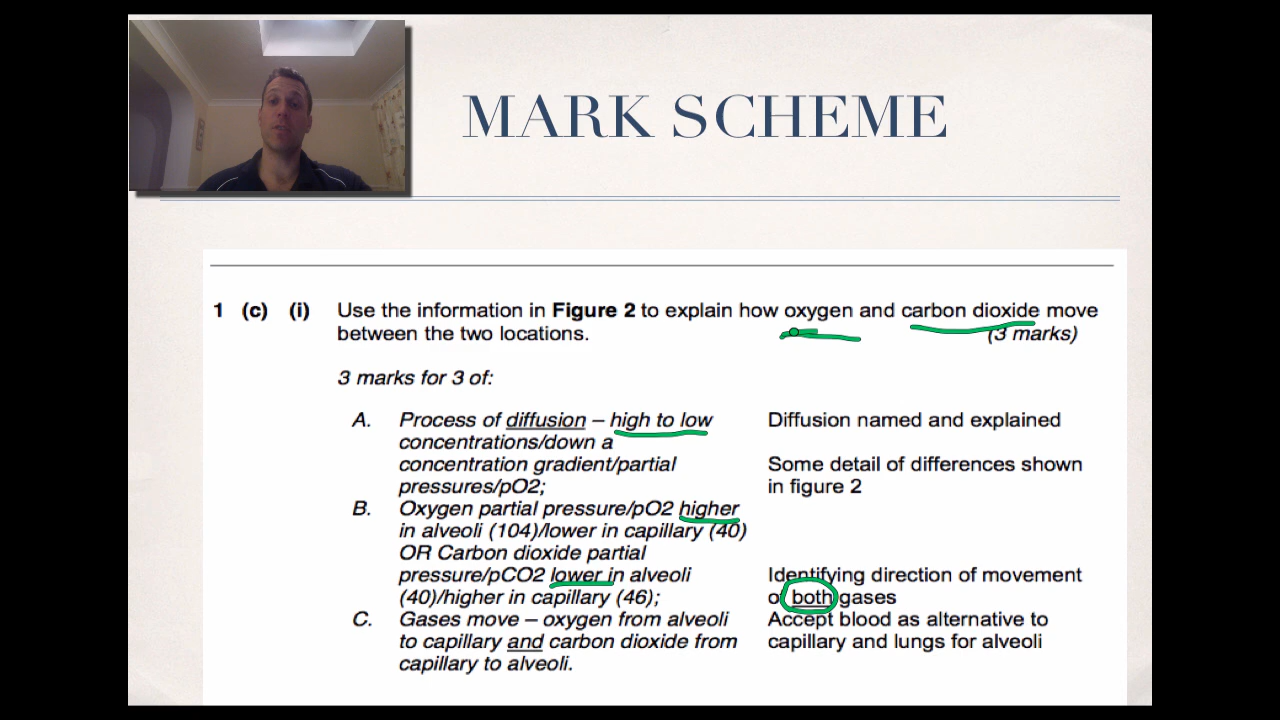 MARK SCHEME
1 (c) (i) Use the information in Figure 2 to explain how oxygen and carbon dioxide move
between the two locations. (3 marks)
3 marks for 3 of:
A. Process of diffusion – high to low
concentrations/down a
concentration gradient/partial
pressures/pO2;
B. Oxygen partial pressure/pO2 higher
in alveoli (104)/lower in capillary (40)
OR Carbon dioxide partial
pressure/pCO2 lower in alveoli
(40)/higher in capillary (46);
C. Gases move – oxygen from alveoli
to capillary and carbon dioxide from
capillary to alveoli.
Diffusion named and explained
Some detail of differences shown
in figure 2
Identifying direction of movement
of both gases
Accept blood as alternative to
capillary and lungs for alveoli